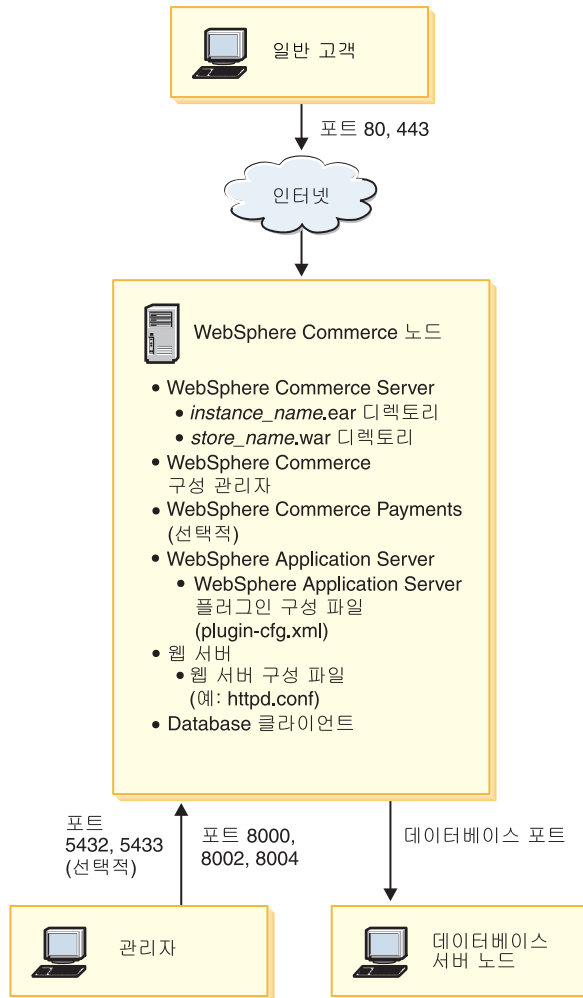 일반 고객
포트 80, 443
인터넷
WebSphere Commerce 노드
• WebSphere Commerce Server
• instance_name.ear 디렉토리
• store_name.war 디렉토리
• WebSphere Commerce
구성 관리자
• WebSphere Commerce Payments
(선택적)
• WebSphere Application Server
• WebSphere Application Server
플러그인 구성 파일
(plugin-cfg.xml)
• 웹 서버
• 웹 서버 구성 파일
(예: httpd.conf)
• Database 클라이언트
포트
5432, 5433
(선택적)
포트 8000,
8002, 8004
데이터베이스 포트
관리자
데이터베이스
서버 노드